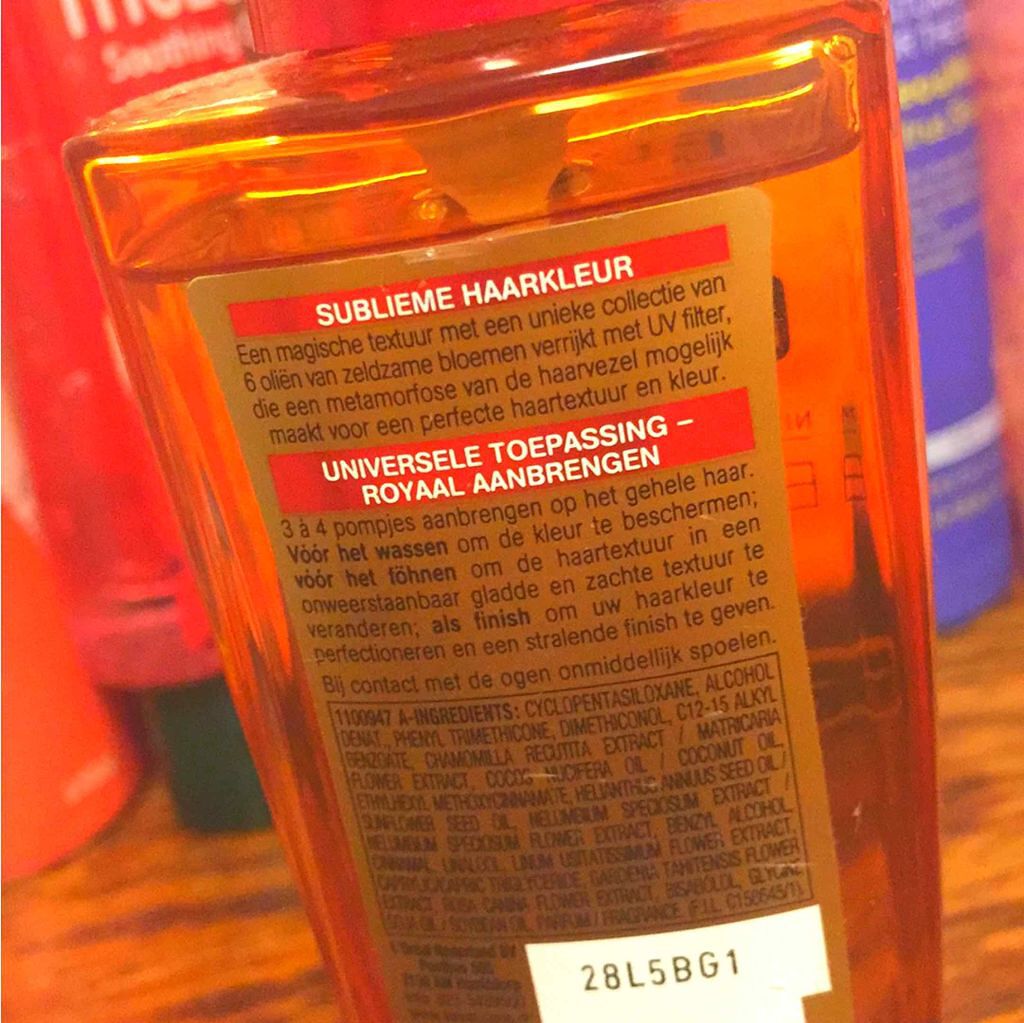 Soothing
SUBLIEME HAARKLEUR
Een magische textuur met een unieke collectie van
6 oliën van zeldzame bloemen verrijkt met UV filter,
die een metamorfose van de haarvezel mogelijk
maakt voor een perfecte haartextuur en kleur.
UNIVERSELE TOEPASSING –
ROYAAL AANBRENGEN
3 à 4 pompjes aanbrengen op het gehele haar.
Vóór het wassen om de kleur te beschermen;
vóór het föhnen om de haartextuur in een
onweerstaanbaar gladde en zachte textuur te
veranderen; als finish om uw haarkleur te
perfectioneren en een stralende finish te geven.
Bij contact met de ogen onmiddellijk spoelen.
1100947 A-INGREDIENTS: CYCLOPENTASILOXANE, ALCOHOL
DENAT., PHENYL TRIMETHICONE, DIMETHICONOL, C12-15 ALKYL
BENZOATE, CHAMOMILLA RECUTITA EXTRACT / MATRICARIA
FLOWER EXTRACT, COCOS NUCIFERA OIL / COCONUT OIL,
ETHYLHEXYL METHOXYCINNAMATE, HELIANTHUS ANNUUS SEED OIL /
SUNFLOWER SEED OIL, NELUMBIUM SPECIOSUM EXTRACT /
NELUMBIUM SPECIOSUM FLOWER EXTRACT, BENZYL ALCOHOL,
CINNAMAL, LINALOOL, LINUM USITATISSIMUM FLOWER EXTRACT,
CAPRYLIC/CAPRIC TRIGLYCERIDE, GARDENIA TAHITENSIS FLOWER
EXTRACT, ROSA CANINA FLOWER EXTRACT, BISABOLOL, GLYCINE
SOJA OIL / SOYBEAN OIL, PARFUM / FRAGRANCE (F.I.L. C156645/1).
28L5BG1